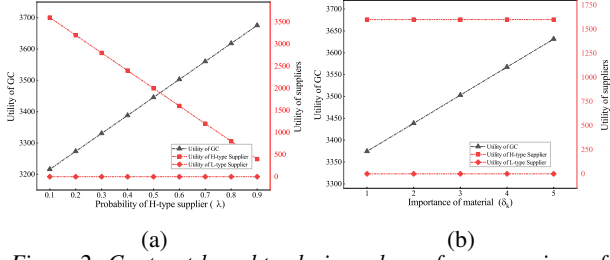 3700
3600
3500
3400
3300
3200
Utility of GC
3500
3000
2500
2000
1500
1000
500
0
Utility of suppliers
Utility of GC
Utility of H-type Supplier
Utility of L-type Supplier
0.1 0.2 0.3 0.4 0.5 0.6 0.7 0.8 0.9
Probability of H-type supplier ( λ )
(a)
3700
3650
3600
3550
3500
3450
3400
3350
3300
Utility of GC
1750
1500
1250
1000
750
500
250
0
Utility of suppliers
Utility of GC
Utility of H-type Supplier
Utility of L-type Supplier
1 2 3 4 5
Importance of material (δk)
(b)